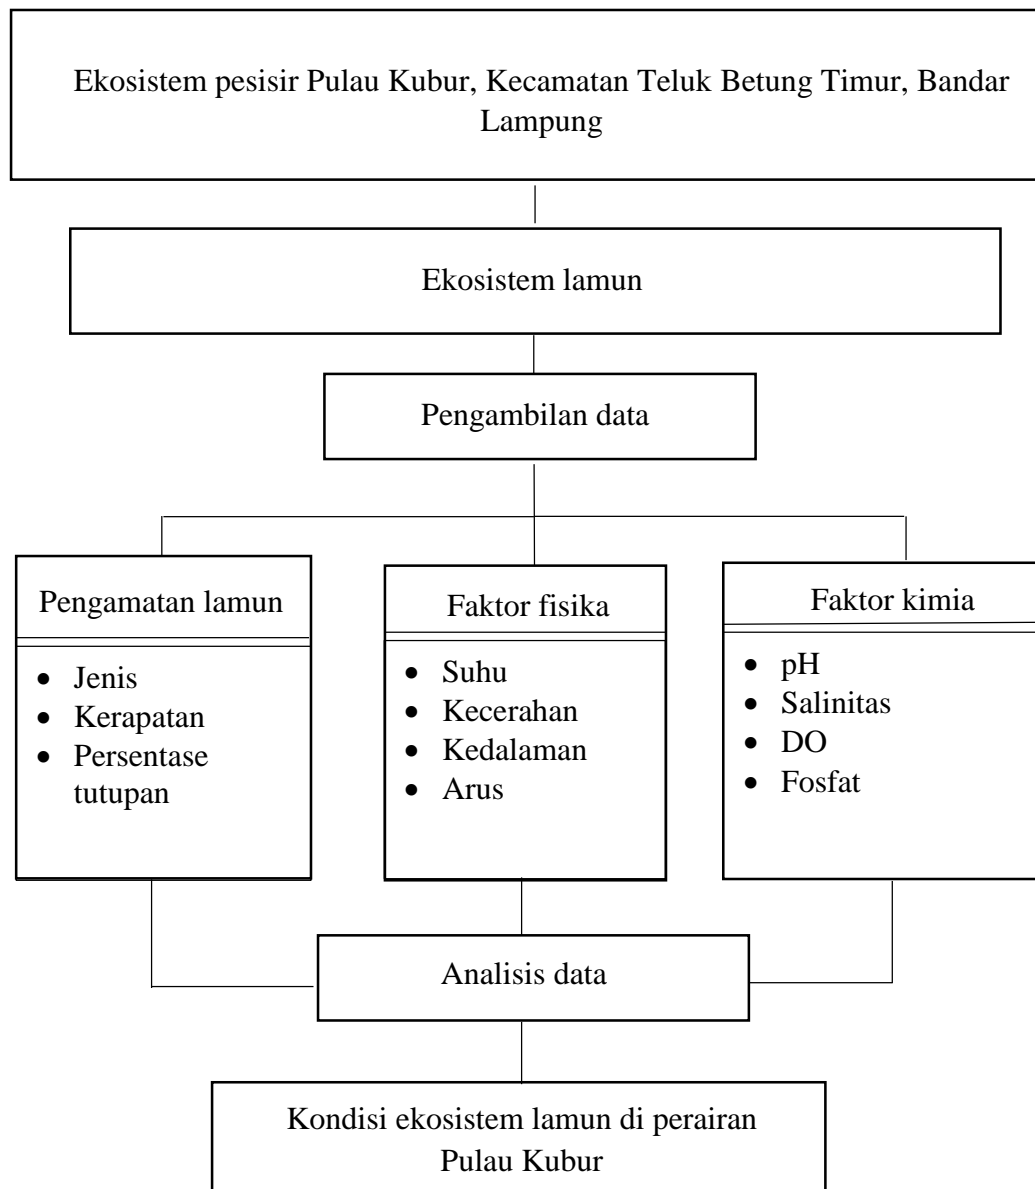 Ekosistem pesisir Pulau Kubur, Kecamatan Teluk Betung Timur, Bandar
Lampung
Ekosistem lamun
Pengambilan data
Pengamatan lamun
• Jenis
• Kerapatan
• Persentase
tutupan
Faktor fisika
• Suhu
• Kecerahan
• Kedalaman
• Arus
Faktor kimia
• pH
• Salinitas
• DO
• Fosfat
Analisis data
Kondisi ekosistem lamun di perairan
Pulau Kubur